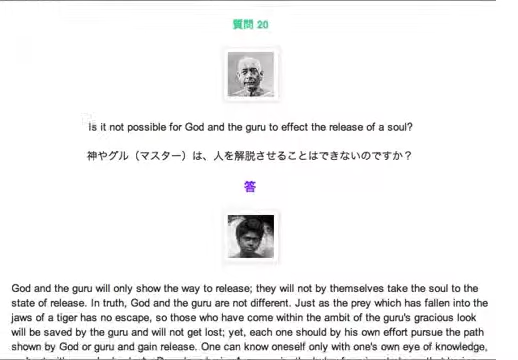 質問 20
Is it not possible for God and the guru to effect the release of a soul?
神やグル（マスター）は、人を解脱させることはできないのですか？
答
God and the guru will only show the way to release; they will not by themselves take the soul to the
state of release. In truth, God and the guru are not different. Just as the prey which has fallen into the
jaws of a tiger has no escape, so those who have come within the ambit of the guru's gracious look
will be saved by the guru and will not get lost; yet, each one should by his own effort pursue the path
shown by God or guru and gain release. One can know oneself only with one's own eye of knowledge,